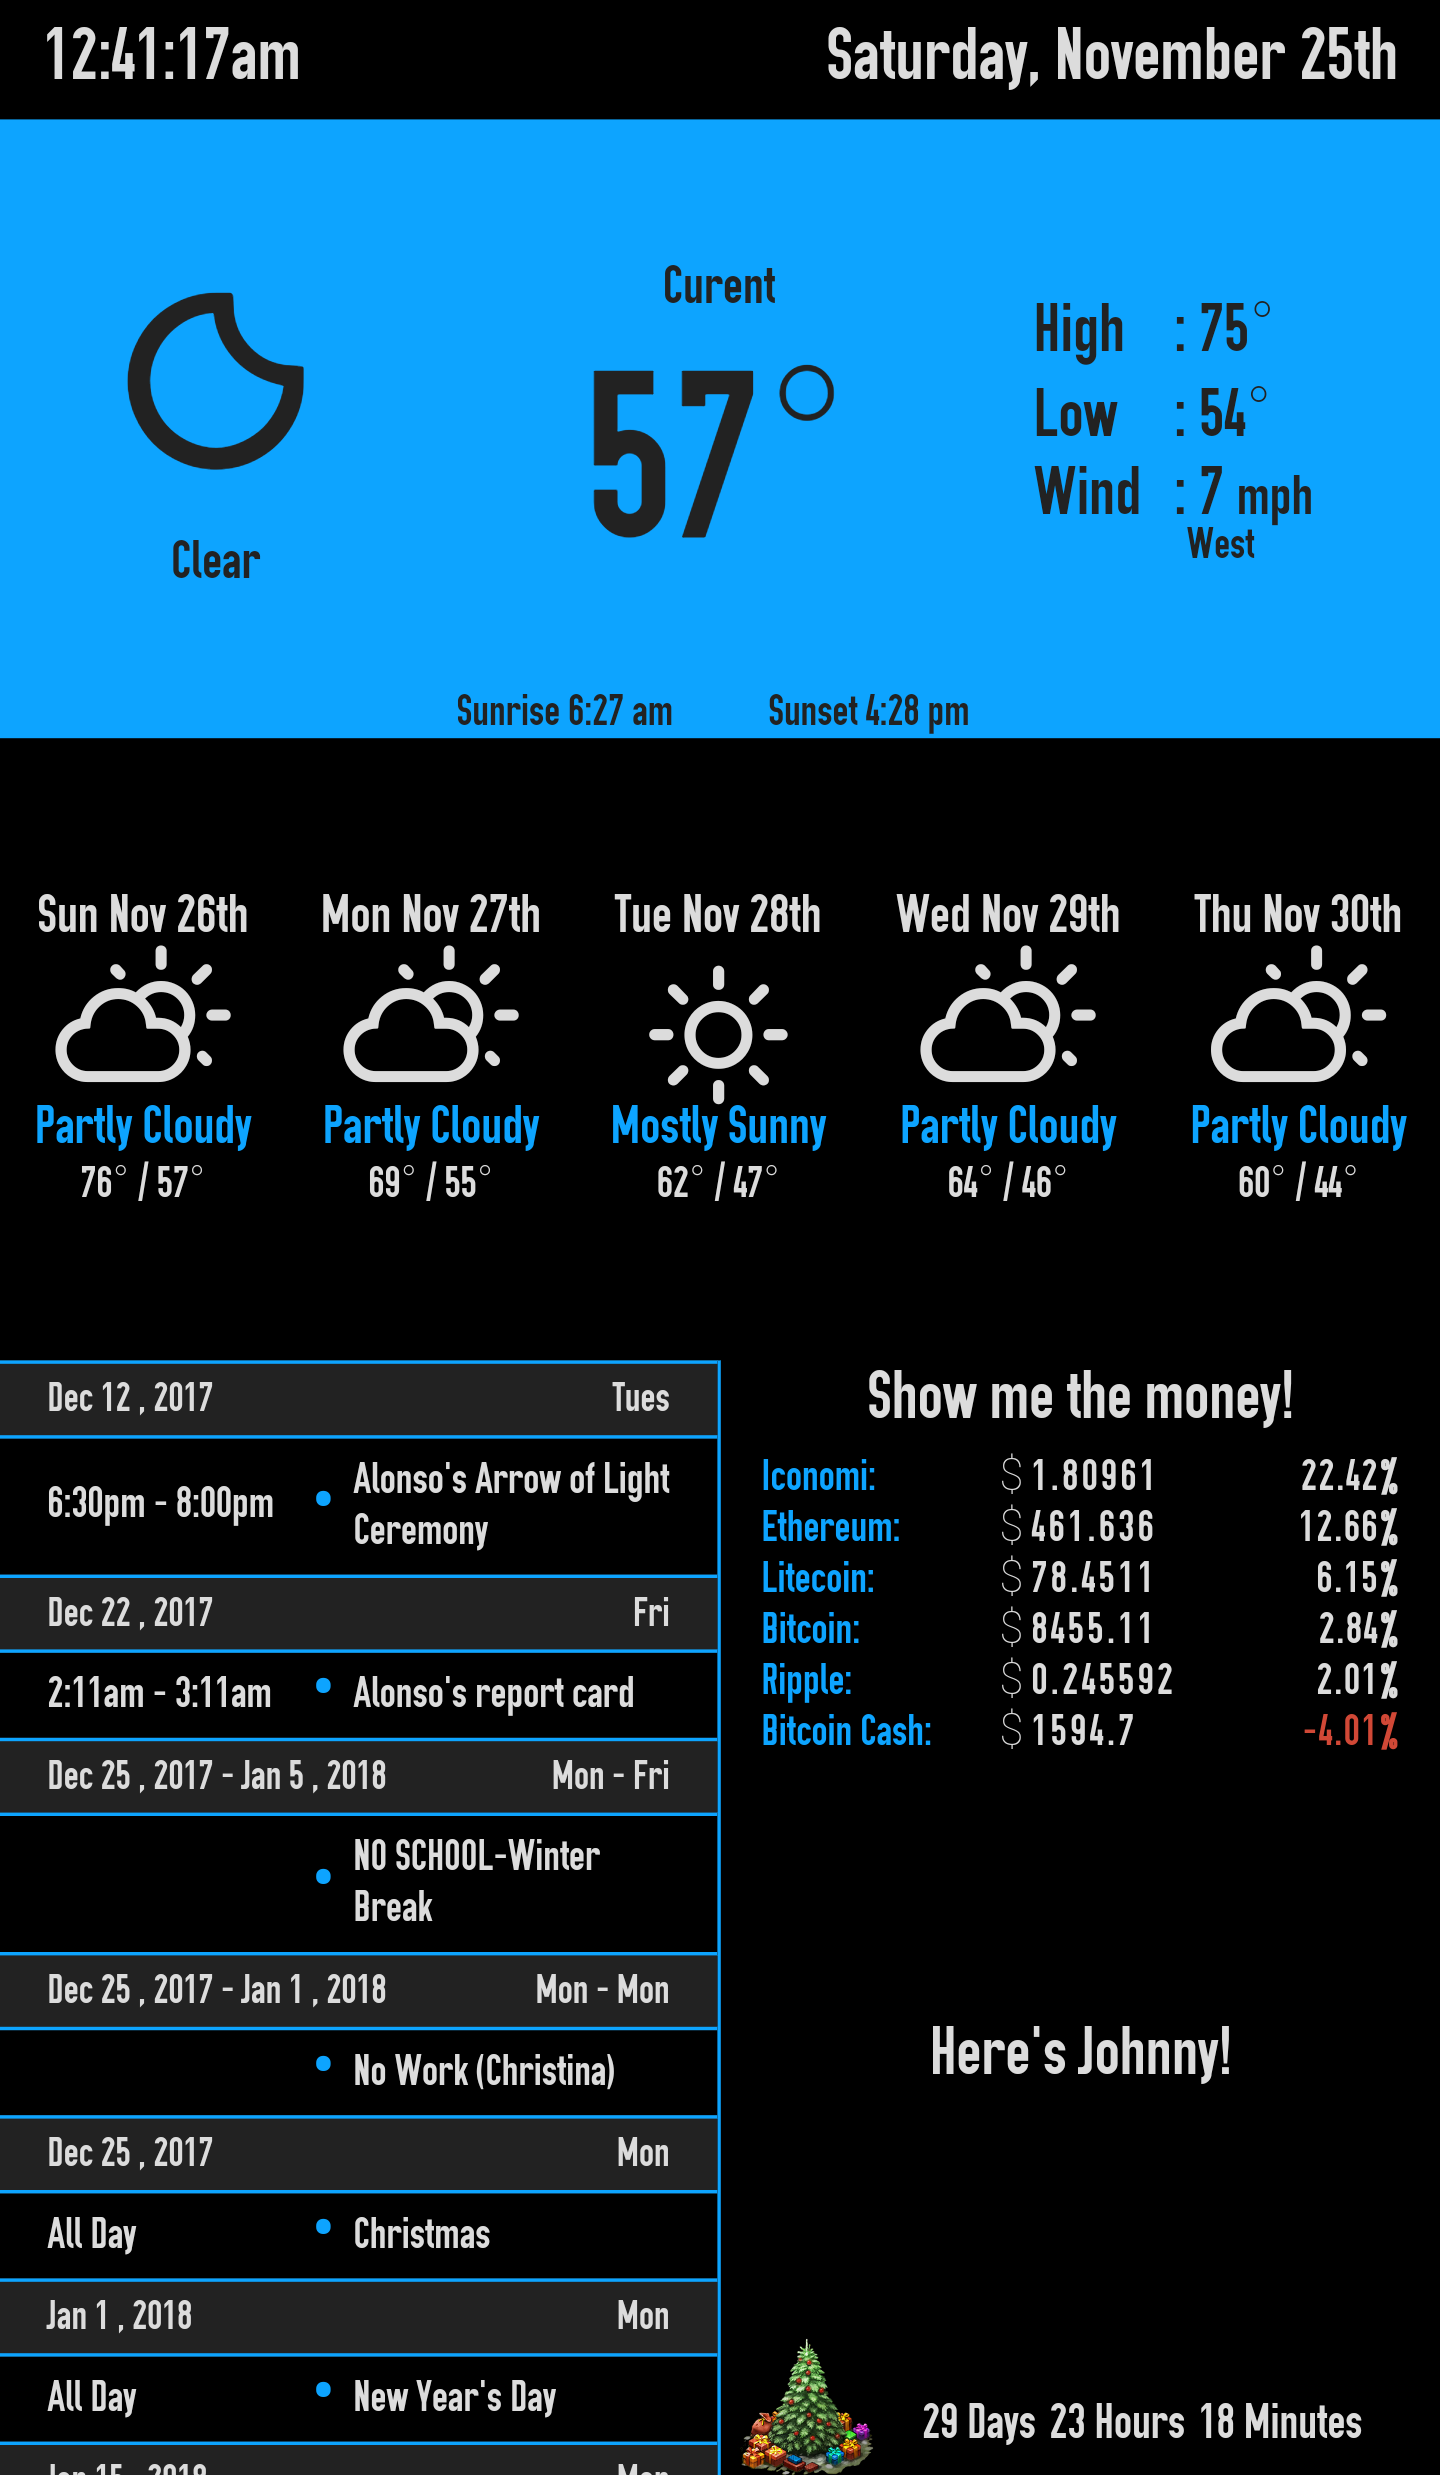 12:41:17am Saturday, November 25th
Curent
57°
Clear
High : 75°
Low : 54°
Wind : 7 mph
West
Sunrise 6:27 am Sunset 4:28 pm
Sun Nov 26th Mon Nov 27th Tue Nov 28th Wed Nov 29th Thu Nov 30th
Partly Cloudy Partly Cloudy Mostly Sunny Partly Cloudy Partly Cloudy
76° / 57° 69° / 55° 62° / 47° 64° / 46° 60° / 44°
Dec 12 , 2017 Tues
6:30pm - 8:00pm • Alonso's Arrow of Light
Ceremony
Dec 22 , 2017 Fri
2:11am - 3:11am • Alonso's report card
Dec 25 , 2017 - Jan 5 , 2018 Mon - Fri
• NO SCHOOL-Winter
Break
Dec 25 , 2017 - Jan 1 , 2018 Mon - Mon
• No Work (Christina)
Dec 25 , 2017 Mon
All Day • Christmas
Jan 1 , 2018 Mon
All Day • New Year's Day
Jan 15 , 2018 Mon
Show me the money!
Iconomi: $ 1.80961 22.42%
Ethereum: $ 461.636 12.66%
Litecoin: $ 78.4511 6.15%
Bitcoin: $ 8455.11 2.84%
Ripple: $ 0.245592 2.01%
Bitcoin Cash: $ 1594.7 -4.01%
Here's Johnny!
29 Days 23 Hours 18 Minutes